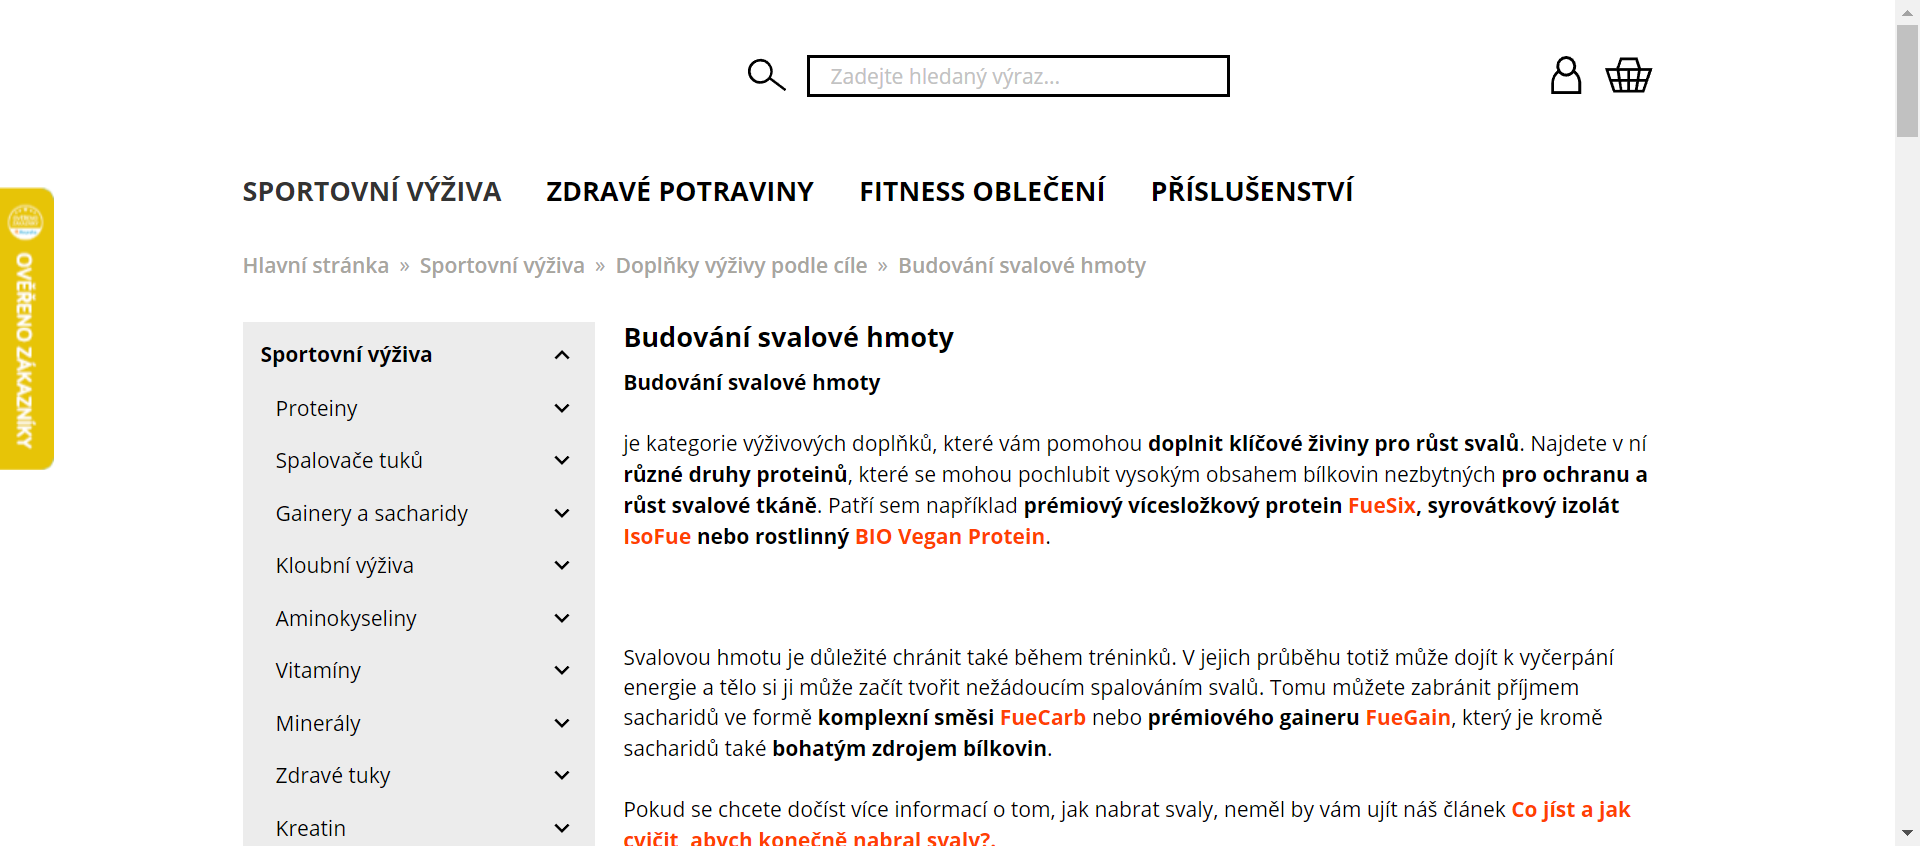 Zadejte hledaný výraz...
SPORTOVNÍ VÝŽIVA ZDRAVÉ POTRAVINY FITNESS OBLEČENÍ PŘÍSLUŠENSTVÍ
Hlavní stránka » Sportovní výživa » Doplňky výživy podle cíle » Budování svalové hmoty
OVĚŘENO ZÁKAZNÍKY
Sportovní výživa
Proteiny
Spalovače tuků
Gainery a sacharidy
Kloubní výživa
Aminokyseliny
Vitamíny
Minerály
Zdravé tuky
Kreatin
Budování svalové hmoty
Budování svalové hmoty
je kategorie výživových doplňků, které vám pomohou doplnit klíčové živiny pro růst svalů. Najdete v ní
různé druhy proteinů, které se mohou pochlubit vysokým obsahem bílkovin nezbytných pro ochranu a
růst svalové tkáně. Patří sem například prémiový vícesložkový protein FueSix, syrovátkový izolát
IsoFue nebo rostlinný BIO Vegan Protein.
Svalovou hmotu je důležité chránit také během tréninků. V jejich průběhu totiž může dojít k vyčerpání
energie a tělo si ji může začít tvořit nežádoucím spalováním svalů. Tomu můžete zabránit příjmem
sacharidů ve formě komplexní směsi FueCarb nebo prémiového gaineru FueGain, který je kromě
sacharidů také bohatým zdrojem bílkovin.
Pokud se chcete dočíst více informací o tom, jak nabrat svaly, neměl by vám ujít náš článek Co jíst a jak
cvičit, abych konečně nabral svaly?.